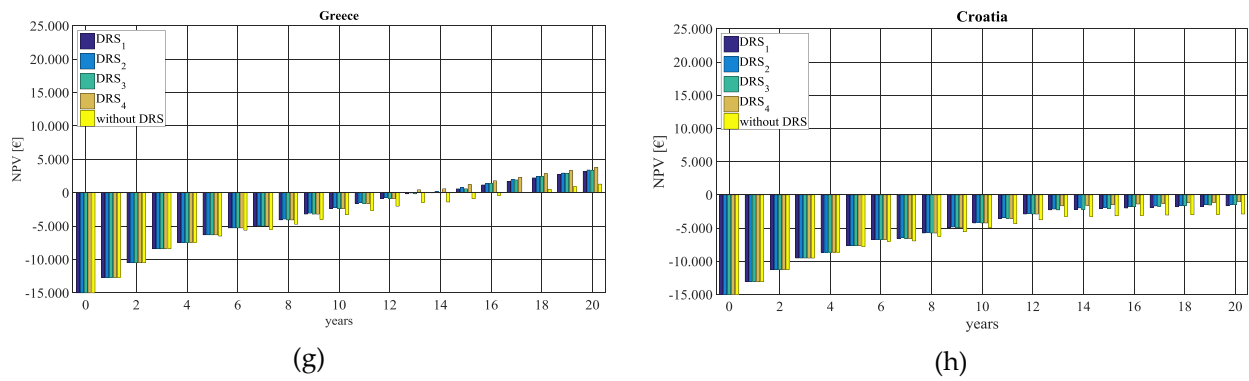 Greece
25.000
20.000
15.000
10.000
5.000
0
-5.000
-10.000
-15.000
NPV [€]
DRS1
DRS2
DRS3
DRS4
without DRS
0 2 4 6 8 10 12 14 16 18 20
years
(g)
Croatia
25.000
20.000
15.000
10.000
5.000
0
-5.000
-10.000
-15.000
NPV [€]
DRS1
DRS2
DRS3
DRS4
without DRS
0 2 4 6 8 10 12 14 16 18 20
years
(h)